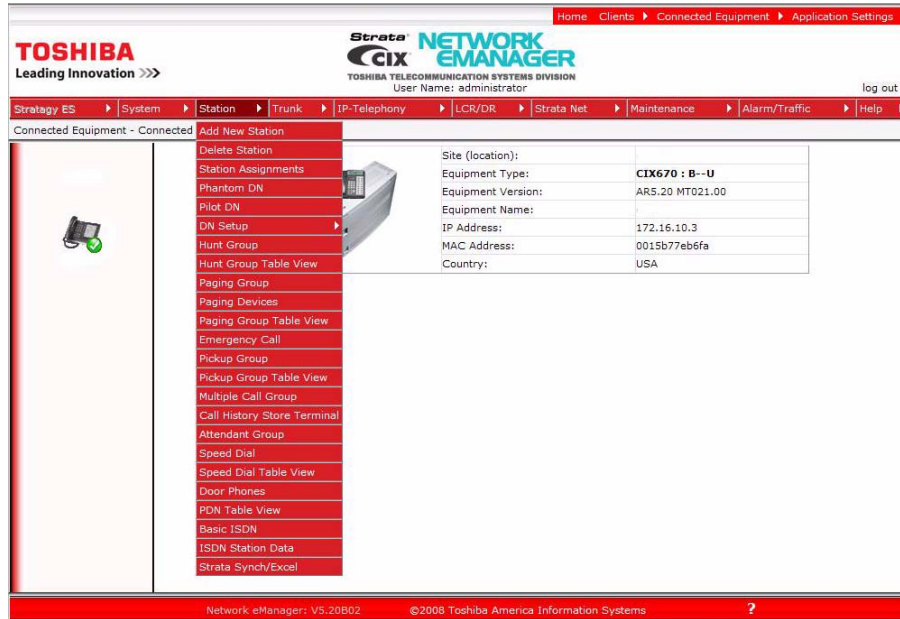 Home Clients Connected Equipment Application Settings
TOSHIBA
Leading Innovation >>>
Strata CIX NETWORK EMANAGER
TOSHIBA TELECOMMUNICATION SYSTEMS DIVISION
User Name: administrator
log out
Stratagy ES System Station Trunk IP-Telephony LCR/DR Strata Net Maintenance Alarm/Traffic Help
Connected Equipment - Connected
Add New Station
Delete Station
Station Assignments
Phantom DN
Pilot DN
DN Setup
Hunt Group
Hunt Group Table View
Paging Group
Paging Devices
Paging Group Table View
Emergency Call
Pickup Group
Pickup Group Table View
Multiple Call Group
Call History Store Terminal
Attendant Group
Speed Dial
Speed Dial Table View
Door Phones
PDN Table View
Basic ISDN
ISDN Station Data
Strata Synch/Excel
Site (location):
Equipment Type: CIX670 : B--U
Equipment Version: AR5.20 MT021.00
Equipment Name:
IP Address: 172.16.10.3
MAC Address: 0015b77eb6fa
Country: USA
Network eManager: V5.20B02 ©2008 Toshiba America Information Systems ?